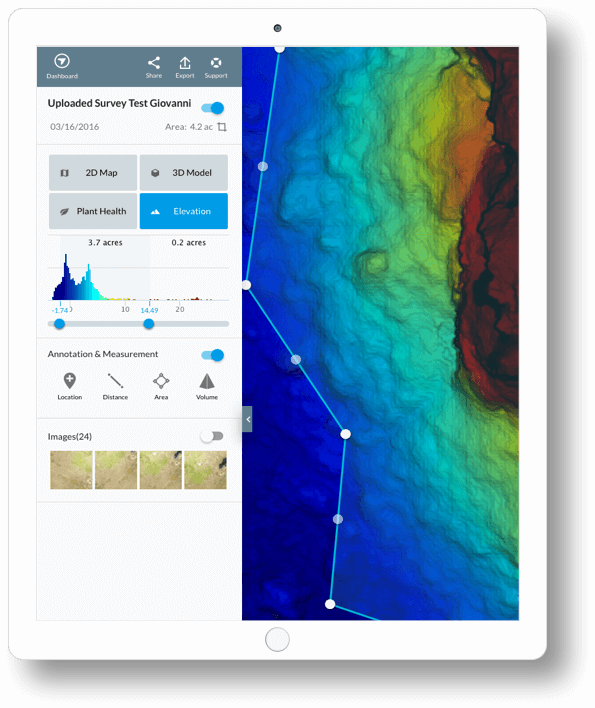 Dashboard
Share
Export
Support
Uploaded Survey Test Giovanni
03/16/2016
Area: 4.2 ac
2D Map
3D Model
Plant Health
Elevation
3.7 acres
0.2 acres
-1.74
10
14.49
20
Annotation & Measurement
Location
Distance
Area
Volume
Images(24)